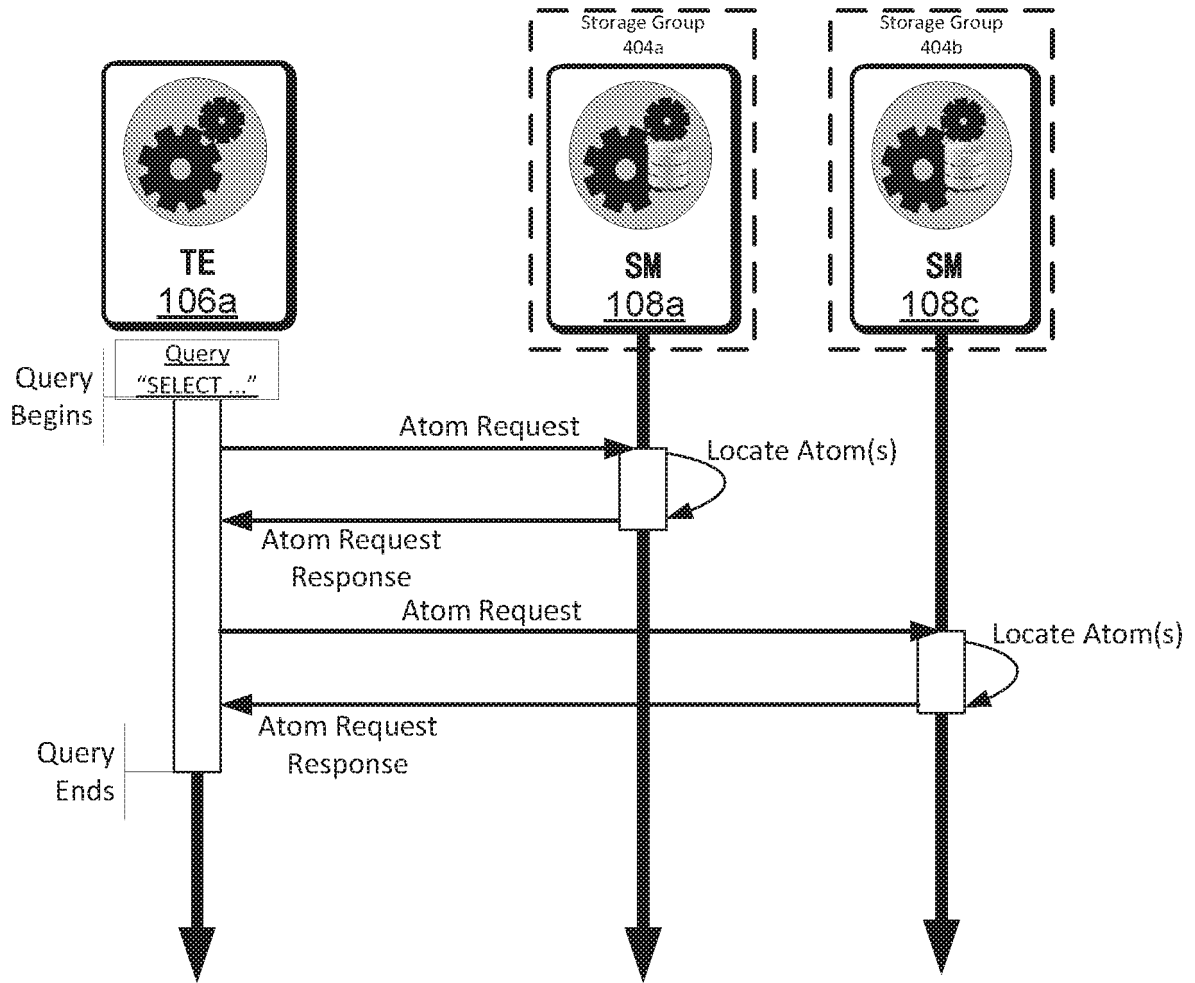 Storage Group
404a
Storage Group
404b
TE
106a
SM
108a
SM
108c
Query
"SELECT ..."
Query
Begins
Atom Request
Locate Atom(s)
Atom Request
Response
Atom Request
Locate Atom(s)
Atom Request
Response
Query
Ends